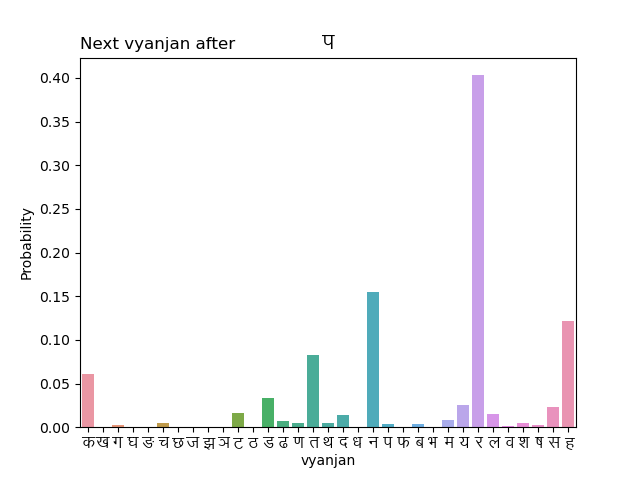 Next vyanjan after प
0.40
0.35
0.30
0.25
0.20
0.15
0.10
0.05
0.00
Probability
क ख ग घ ङ च छ ज झ ञ ट ठ ड ढ ण त थ द ध न प फ ब भ म य र ल व श ष स ह
vyanjan